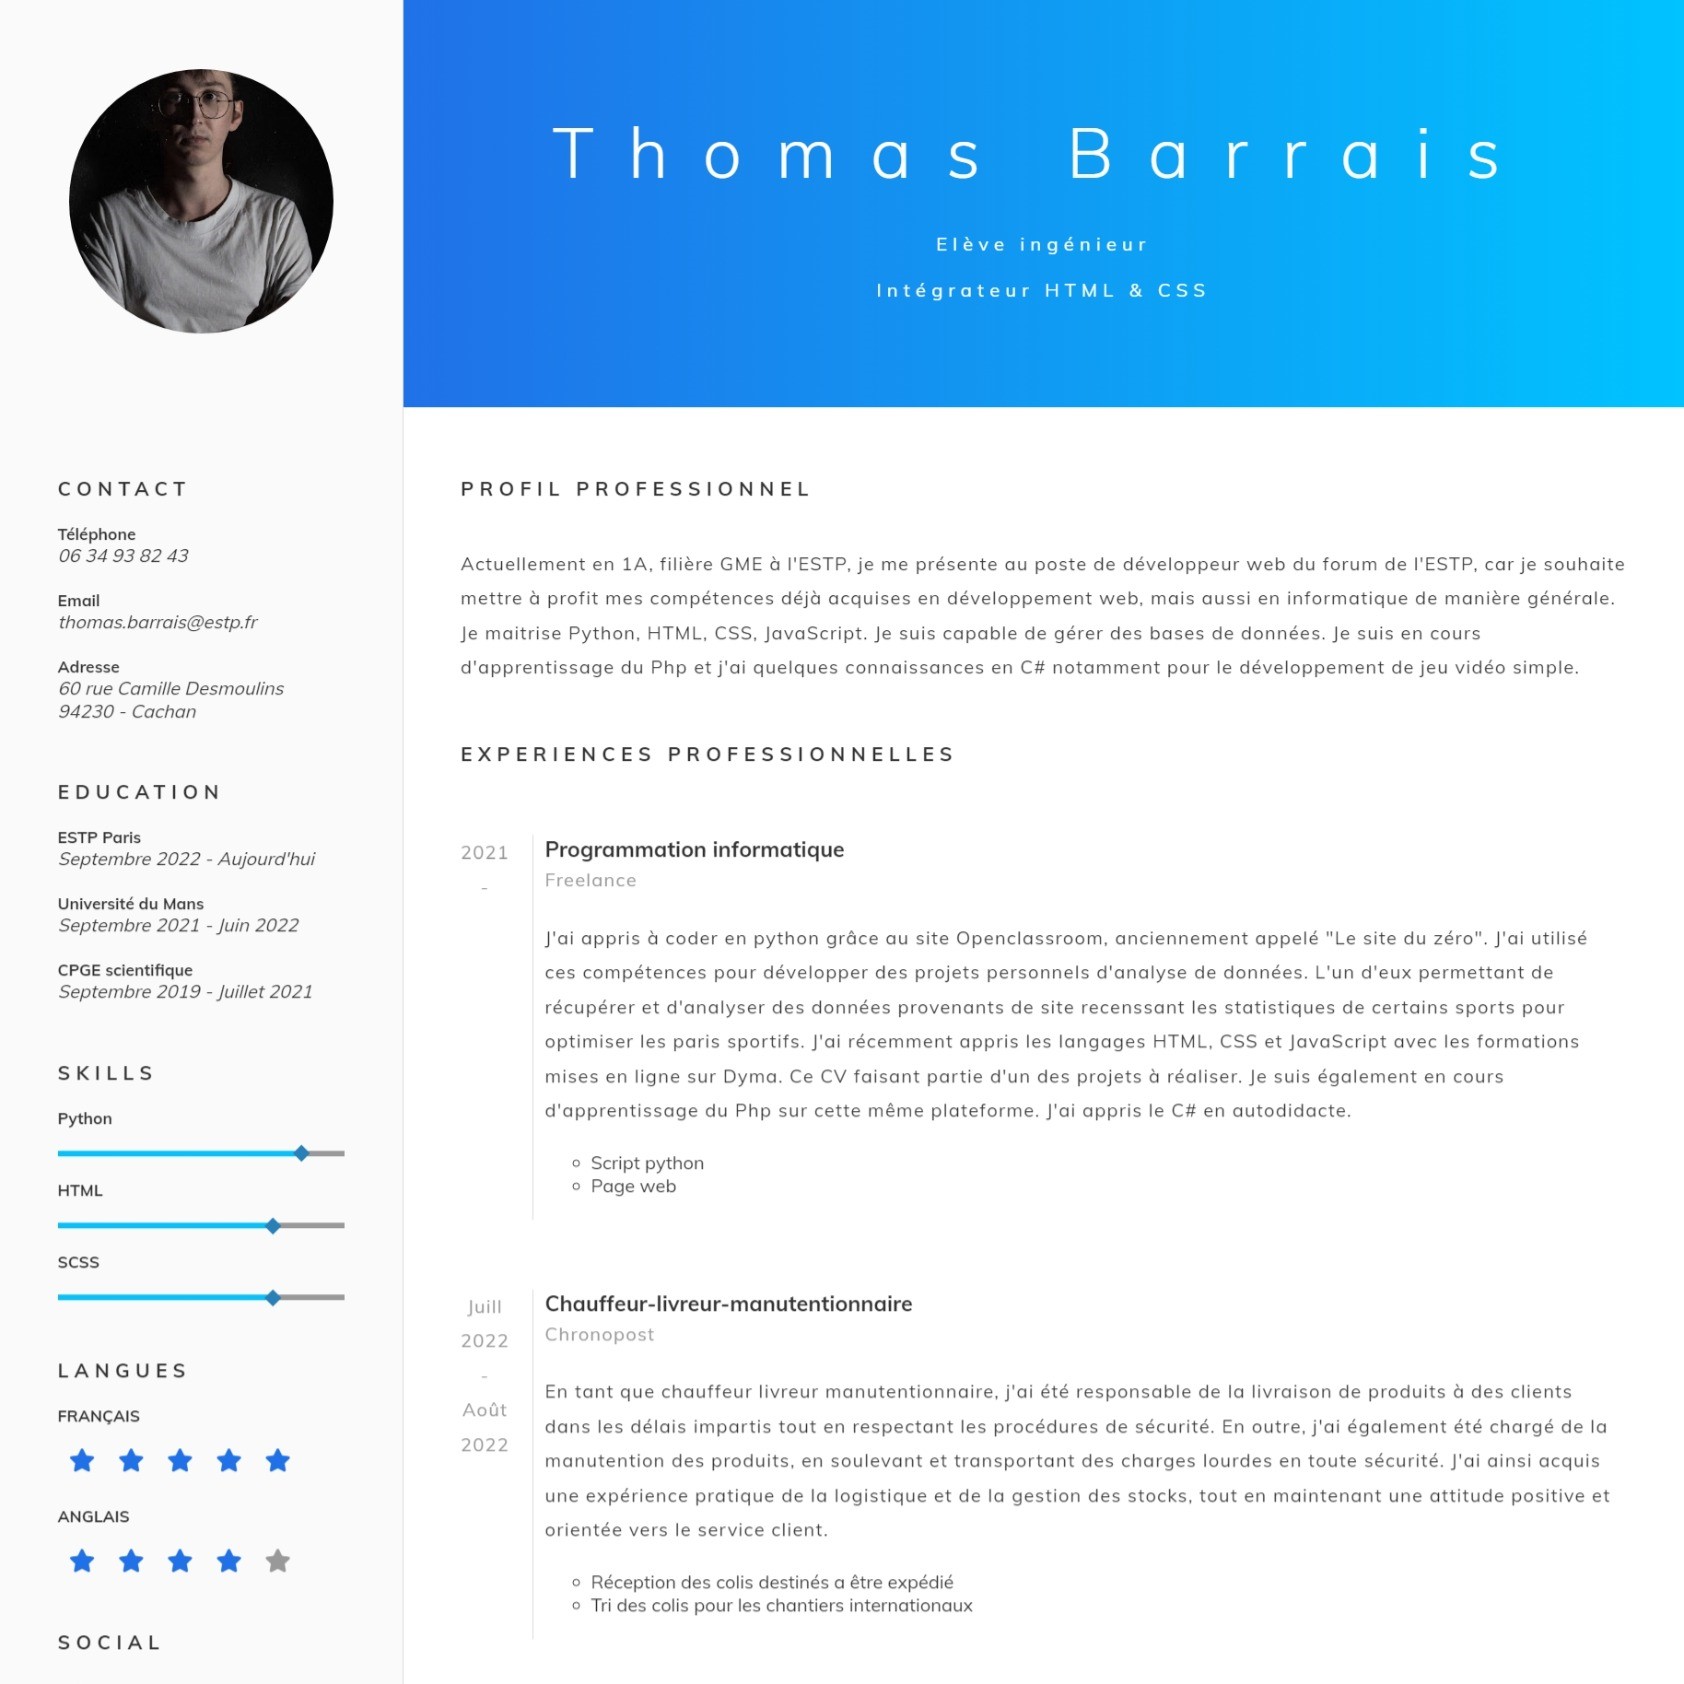 Thomas Barrais
Elève ingénieur
Intégrateur HTML & CSS
CONTACT
Téléphone
06 34 93 82 43
Email
thomas.barrais@estp.fr
Adresse
60 rue Camille Desmoulins
94230 - Cachan
EDUCATION
ESTP Paris
Septembre 2022 - Aujourd'hui
Université du Mans
Septembre 2021 - Juin 2022
CPGE scientifique
Septembre 2019 - Juillet 2021
SKILLS
Python
HTML
SCSS
LANGUES
FRANÇAIS
ANGLAIS
SOCIAL
PROFIL PROFESSIONNEL
Actuellement en 1A, filière GME à l'ESTP, je me présente au poste de développeur web du forum de l'ESTP, car je souhaite
mettre à profit mes compétences déjà acquises en développement web, mais aussi en informatique de manière générale.
Je maitrise Python, HTML, CSS, JavaScript. Je suis capable de gérer des bases de données. Je suis en cours
d'apprentissage du Php et j'ai quelques connaissances en C# notamment pour le développement de jeu vidéo simple.
EXPERIENCES PROFESSIONNELLES
2021
-
Programmation informatique
Freelance
J'ai appris à coder en python grâce au site Openclassroom, anciennement appelé "Le site du zéro". J'ai utilisé
ces compétences pour développer des projets personnels d'analyse de données. L'un d'eux permettant de
récupérer et d'analyser des données provenants de site recenssant les statistiques de certains sports pour
optimiser les paris sportifs. J'ai récemment appris les langages HTML, CSS et JavaScript avec les formations
mises en ligne sur Dyma. Ce CV faisant partie d'un des projets à réaliser. Je suis également en cours
d'apprentissage du Php sur cette même plateforme. J'ai appris le C# en autodidacte.
Script python
Page web
Juill
2022
-
Août
2022
Chauffeur-livreur-manutentionnaire
Chronopost
En tant que chauffeur livreur manutentionnaire, j'ai été responsable de la livraison de produits à des clients
dans les délais impartis tout en respectant les procédures de sécurité. En outre, j'ai également été chargé de la
manutention des produits, en soulevant et transportant des charges lourdes en toute sécurité. J'ai ainsi acquis
une expérience pratique de la logistique et de la gestion des stocks, tout en maintenant une attitude positive et
orientée vers le service client.
Réception des colis destinés a être expédié
Tri des colis pour les chantiers internationaux